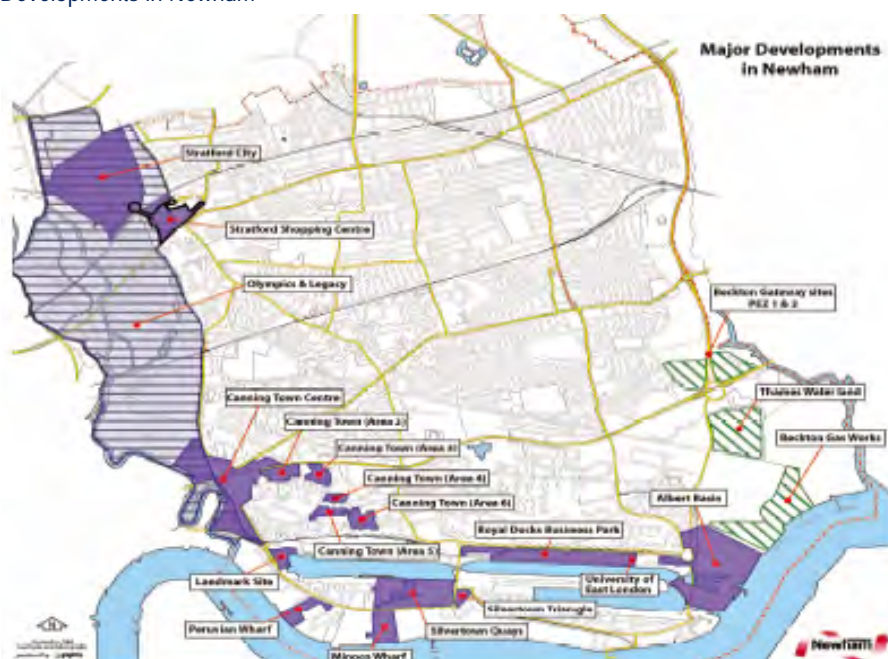 Developments in Newham
Major Developments
in Newham
Stratford City
Stratford Shopping Centre
Olympics & Legacy
Beckton Gateway sites
PEZ 1 & 2
Canning Town Centre
Thames Water land
Canning Town (Area 2)
Canning Town (Area 3)
Beckton Gas Works
Canning Town (Area 4)
Canning Town (Area 6)
Albert Basin
Royal Docks Business Park
Canning Town (Area 5)
Landmark Site
University of
East London
Silvertown Triangle
Peruvian Wharf
Silvertown Quays
Minoco Wharf
N
Newham